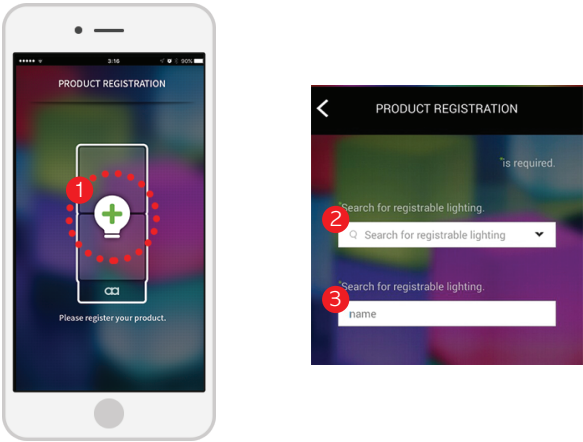 3:16
90%
PRODUCT REGISTRATION
1
Please register your product.
PRODUCT REGISTRATION
*is required.
*Search for registrable lighting.
2
Search for registrable lighting
*Search for registrable lighting.
3
name